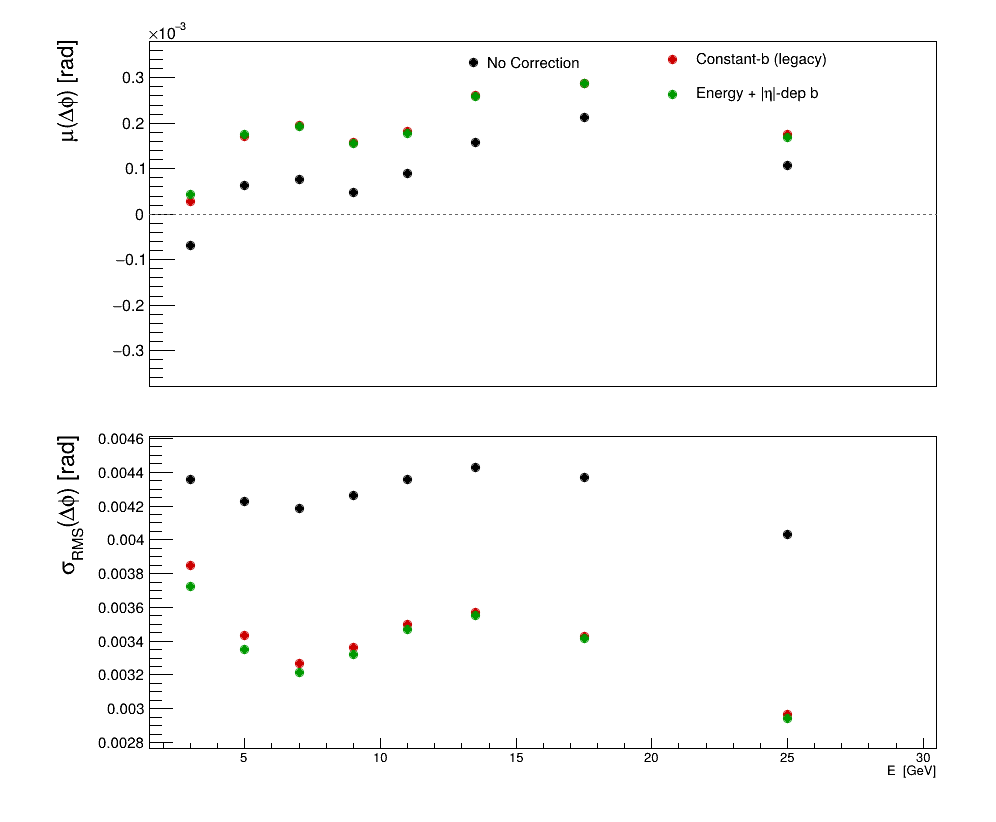 ×10⁻³
μ(Δϕ) [rad]
No Correction
Constant-b (legacy)
Energy + |η|-dep b
0.3
0.2
0.1
0
−0.1
−0.2
−0.3
σRMS(Δϕ) [rad]
0.0046
0.0044
0.0042
0.004
0.0038
0.0036
0.0034
0.0032
0.003
0.0028
5 10 15 20 25 30
E [GeV]